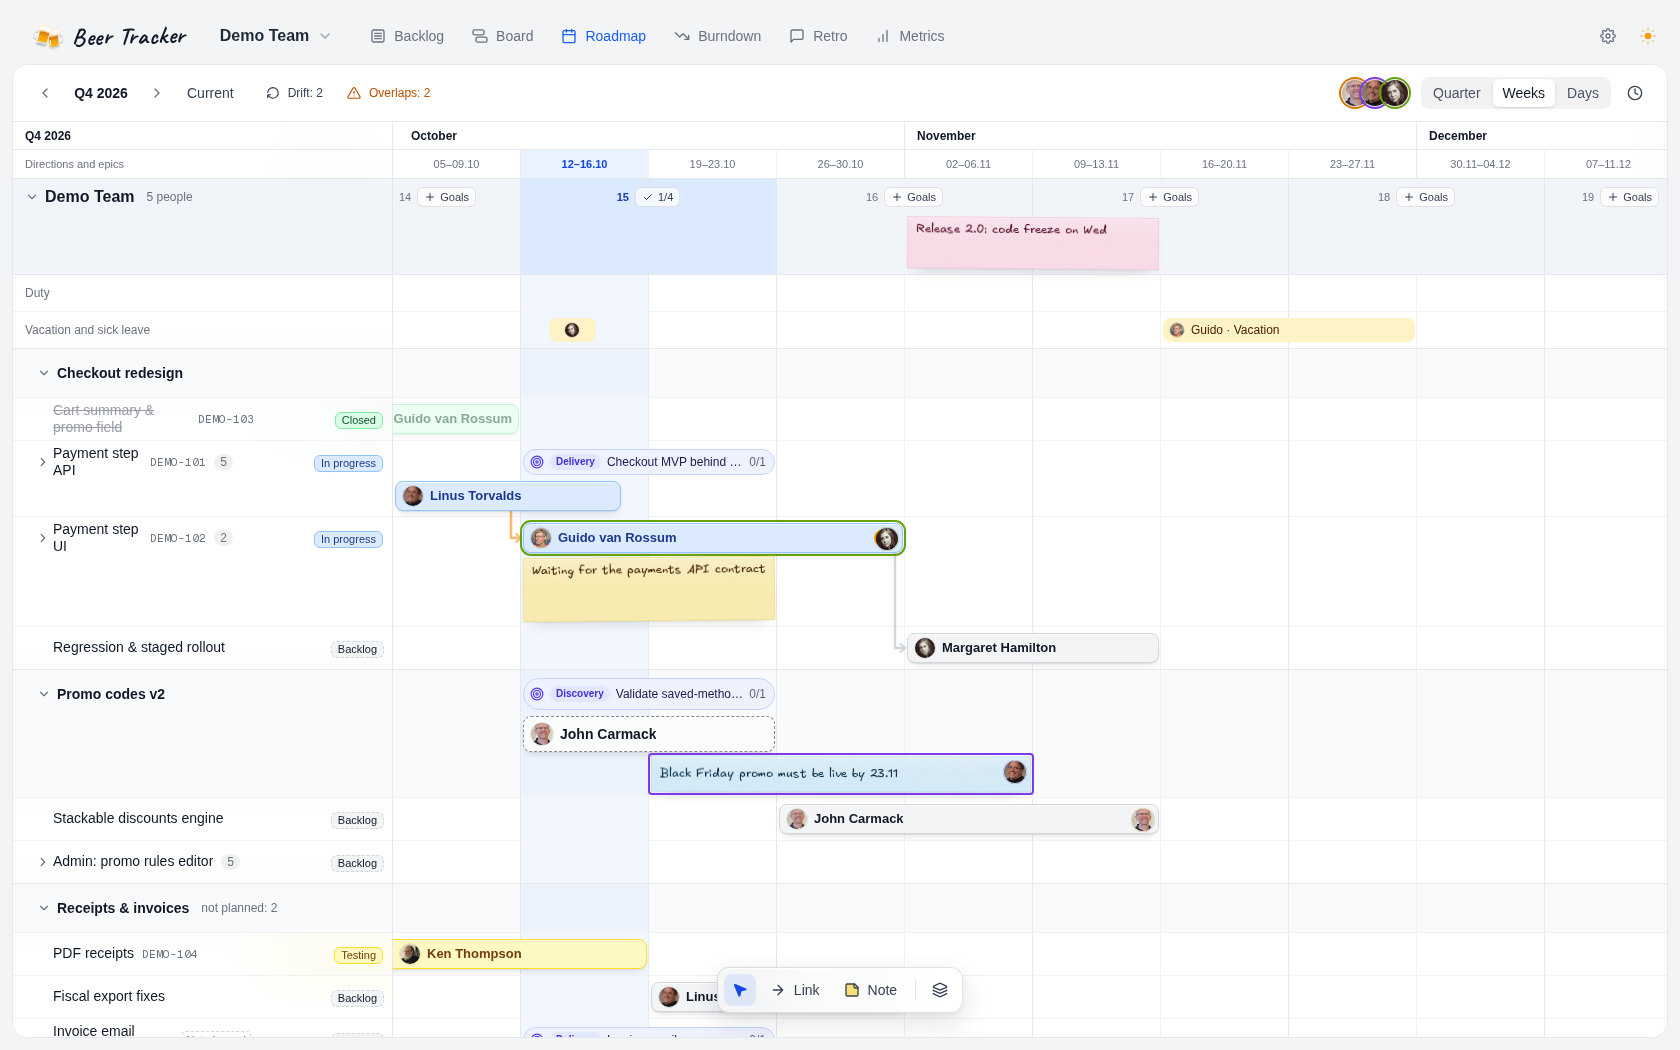 Beer Tracker
Demo Team
Backlog
Board
Roadmap
Burndown
Retro
Metrics
Q4 2026
Current
Drift: 2
Overlaps: 2
Quarter
Weeks
Days
Q4 2026
October
November
December
Directions and epics
05–09.10
12–16.10
19–23.10
26–30.10
02–06.11
09–13.11
16–20.11
23–27.11
30.11–04.12
07–11.12
Demo Team
5 people
14
Goals
15
1/4
16
Goals
17
Goals
18
Goals
19
Goals
Release 2.0: code freeze on Wed
Duty
Vacation and sick leave
Guido · Vacation
Checkout redesign
Cart summary &
promo field
DEMO-103
Closed
Guido van Rossum
Payment step
API
DEMO-101
5
In progress
Delivery
Checkout MVP behind ...
0/1
Linus Torvalds
Payment step
UI
DEMO-102
2
In progress
Guido van Rossum
Waiting for the payments API contract
Regression & staged rollout
Backlog
Margaret Hamilton
Promo codes v2
Discovery
Validate saved-metho...
0/1
John Carmack
Black Friday promo must be live by 23.11
Stackable discounts engine
Backlog
John Carmack
Admin: promo rules editor
5
Backlog
Receipts & invoices
not planned: 2
PDF receipts
DEMO-104
Testing
Ken Thompson
Fiscal export fixes
Backlog
Linus
Link
Note
Invoice email